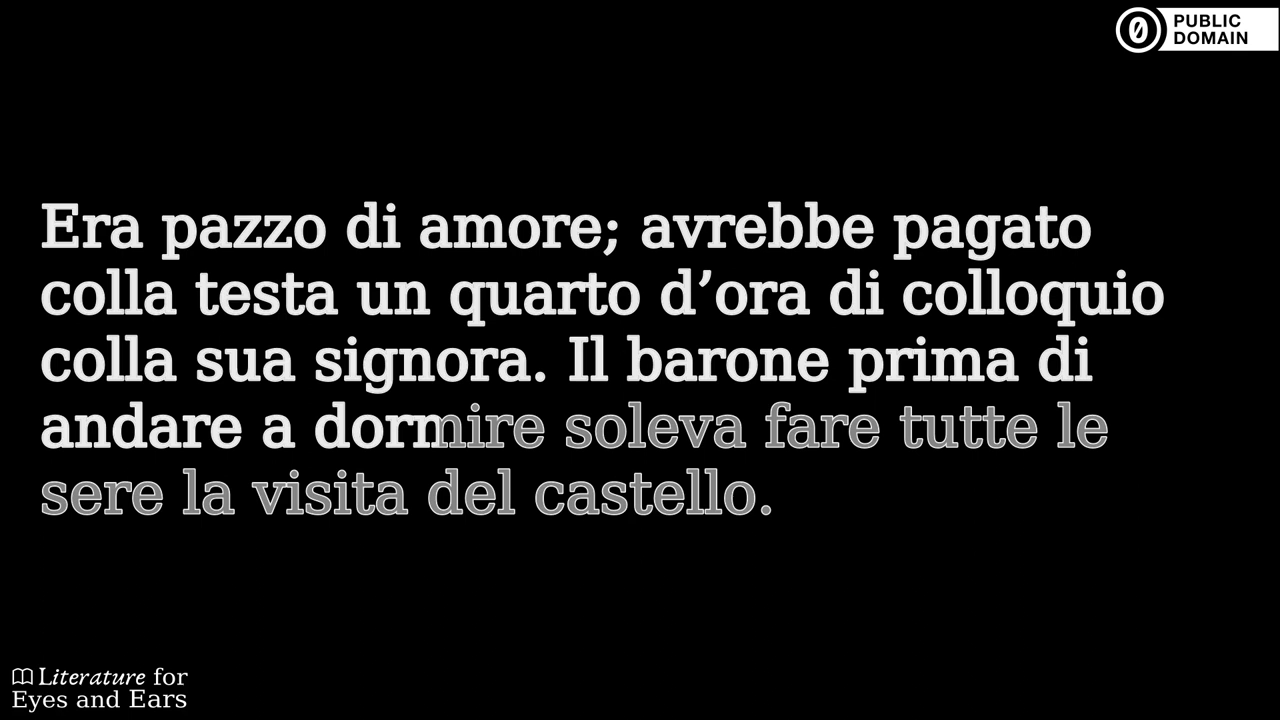 PUBLIC
DOMAIN
Era pazzo di amore; avrebbe pagato
colla testa un quarto d’ora di colloquio
colla sua signora. Il barone prima di
andare a dormire soleva fare tutte le
sere la visita del castello.
Literature for
Eyes and Ears